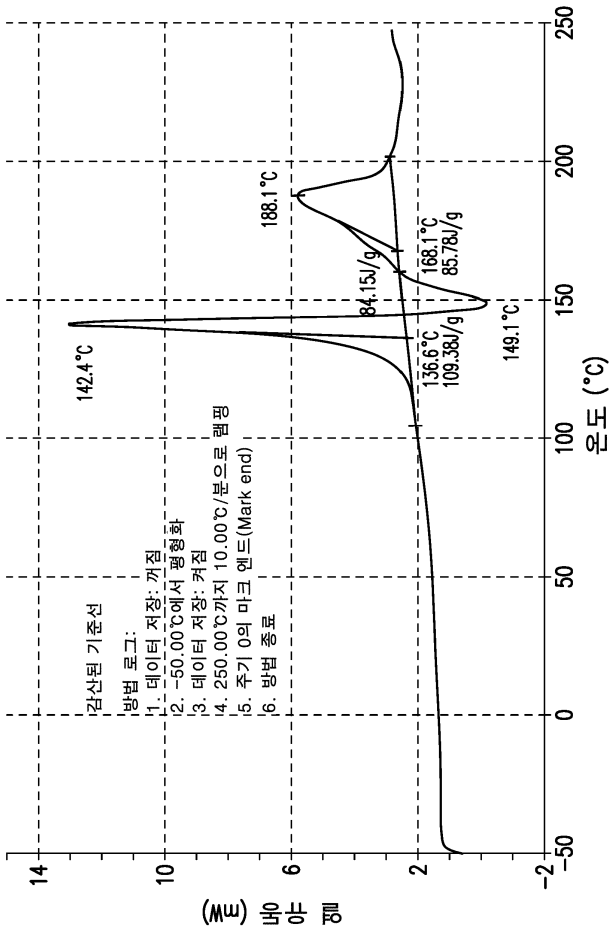 감산된 기준선
방법 로그:
1. 데이터 저장: 꺼짐
2. -50.00℃에서 평형화
3. 데이터 저장: 켜짐
4. 250.00℃까지 10.00℃/분으로 램핑
5. 주기 0의 마크 엔드(Mark end)
6. 방법 종료
142.4℃
188.1℃
84.15J/g
136.6℃
109.38J/g
168.1℃
85.78J/g
149.1℃
14
10
6
2
-2
열 유동 (mW)
-50
0
50
100
150
200
250
온도 (°C)